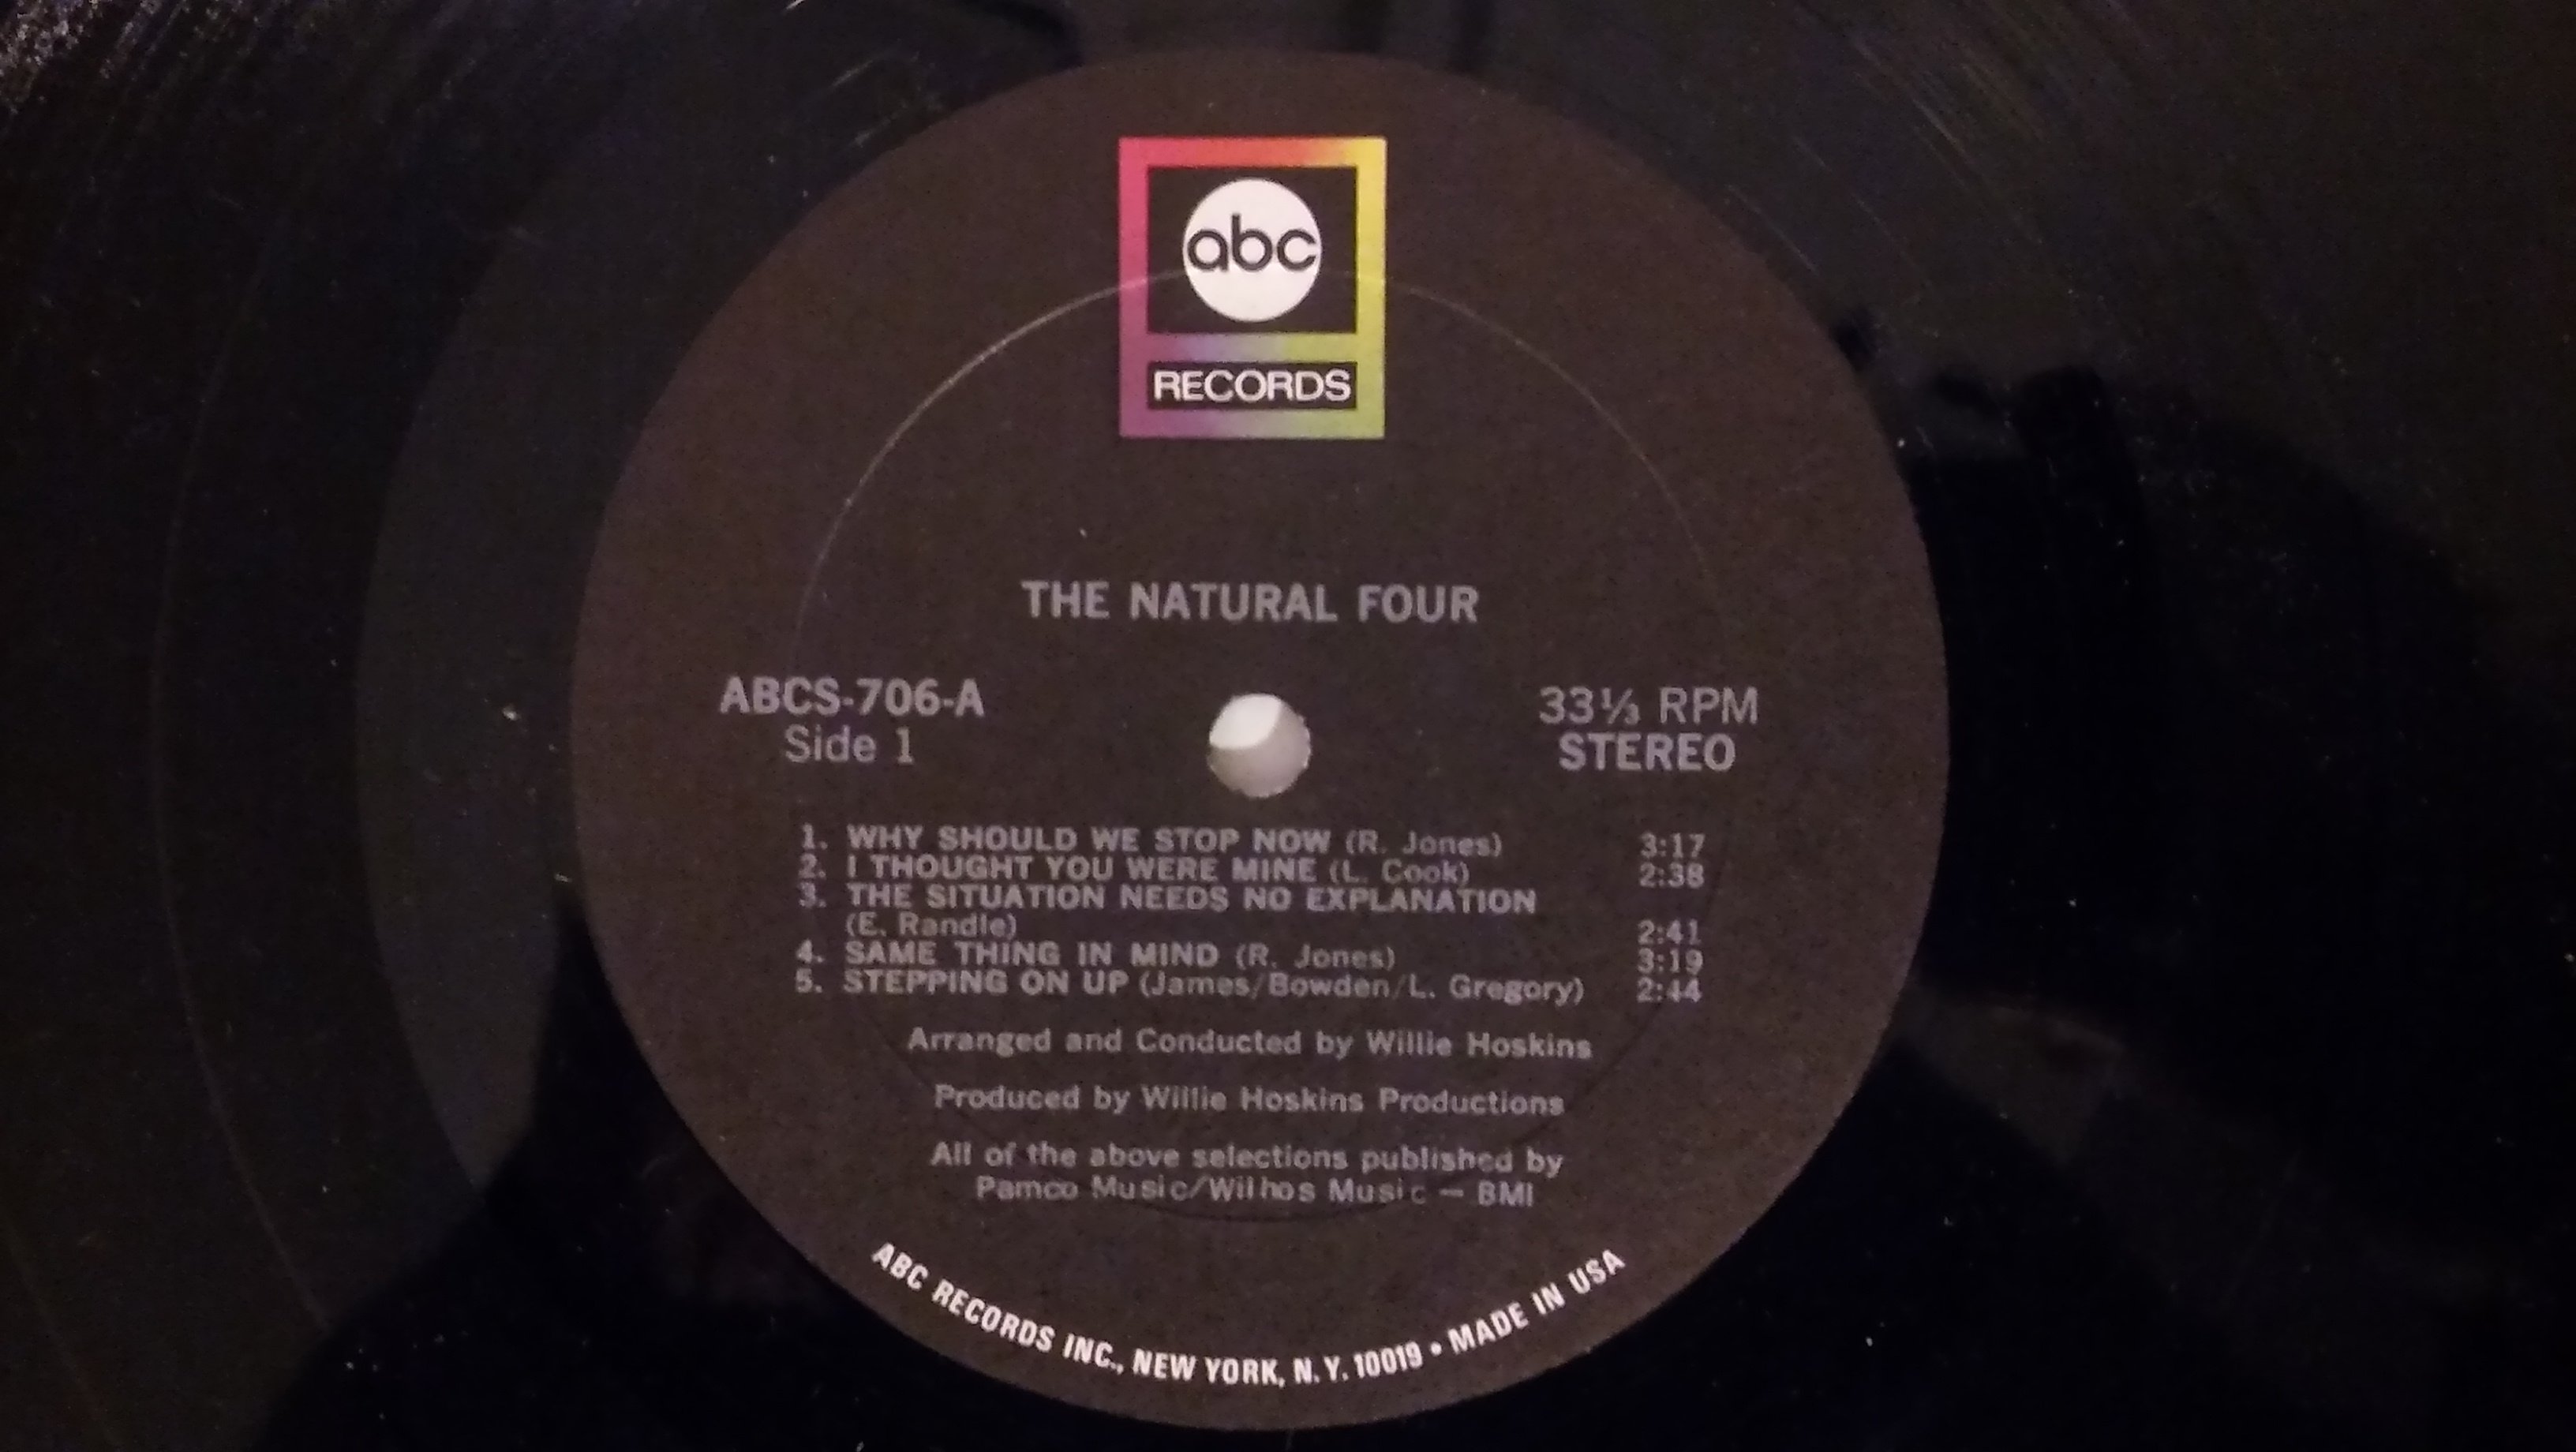 abc
RECORDS
THE NATURAL FOUR
ABCS-706-A
Side 1
33⅓ RPM
STEREO
1. WHY SHOULD WE STOP NOW (R. Jones) 3:17
2. I THOUGHT YOU WERE MINE (L. Cook) 2:38
3. THE SITUATION NEEDS NO EXPLANATION
(E. Randle) 2:41
4. SAME THING IN MIND (R. Jones) 3:19
5. STEPPING ON UP (James/Bowden/L. Gregory) 2:44
Arranged and Conducted by Willie Hoskins
Produced by Willie Hoskins Productions
All of the above selections published by
Pamco Music/Wilhos Music — BMI
ABC RECORDS INC., NEW YORK, N.Y. 10019 • MADE IN USA